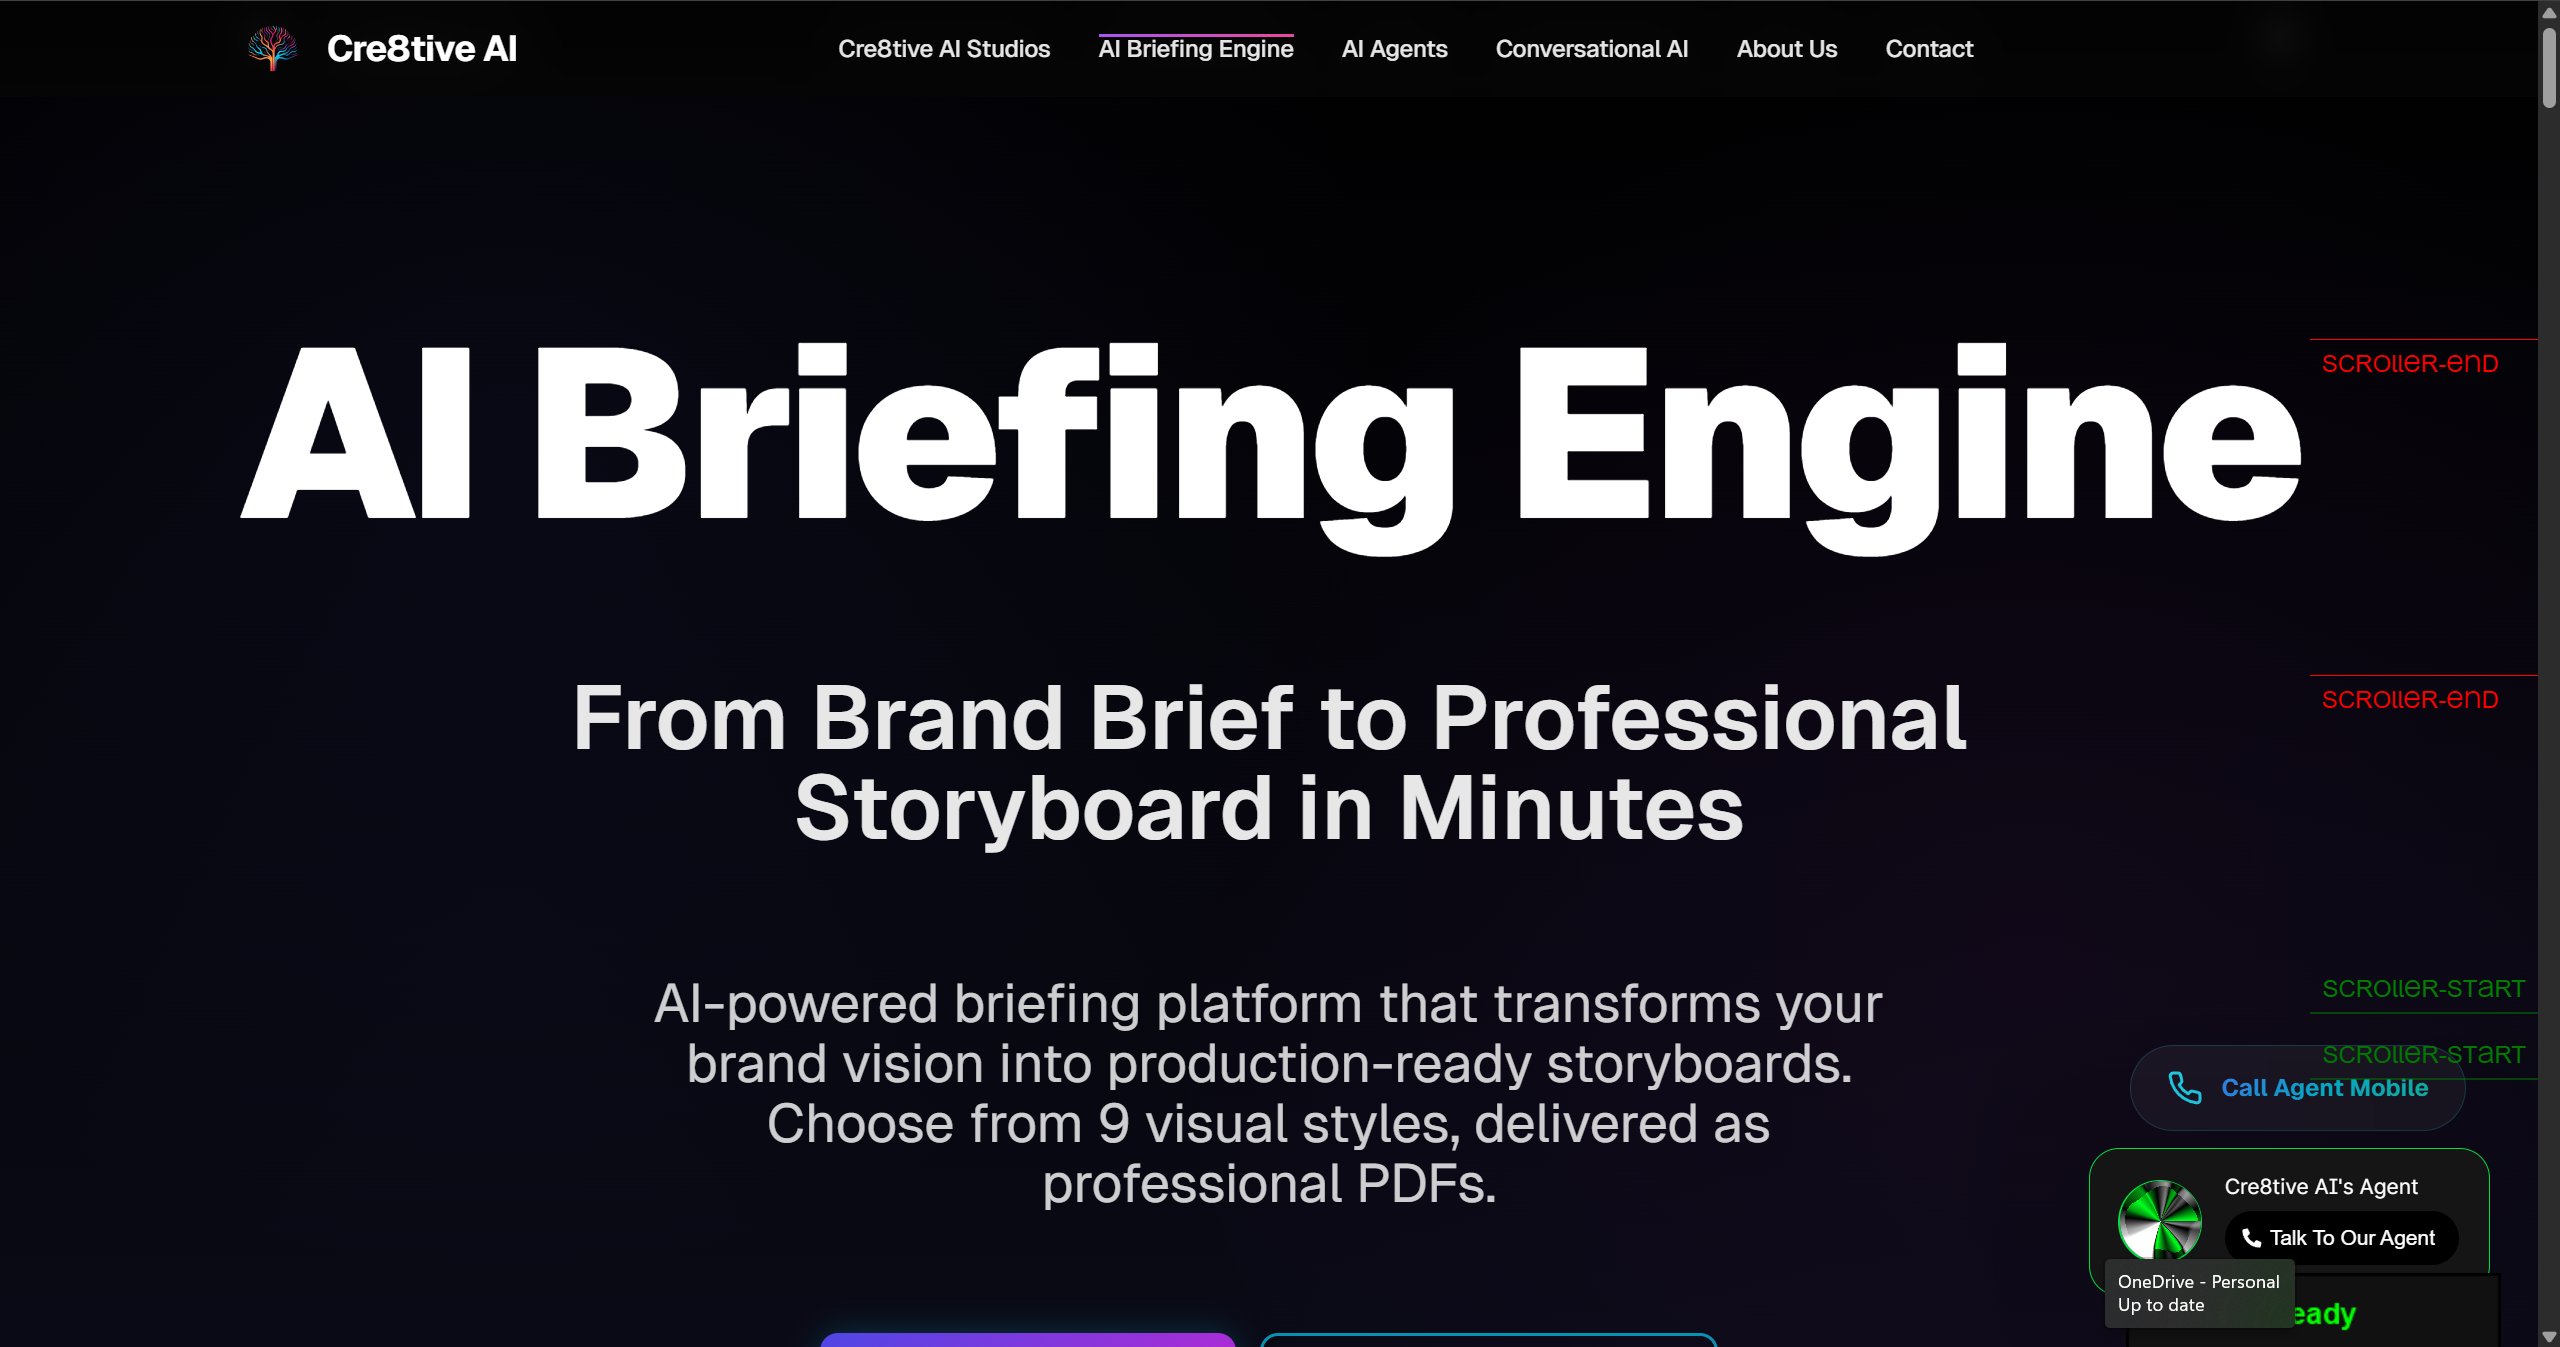 Cre8tive AI
Cre8tive AI Studios
AI Briefing Engine
AI Agents
Conversational AI
About Us
Contact
AI Briefing Engine
scroller-end
From Brand Brief to Professional
Storyboard in Minutes
scroller-end
AI-powered briefing platform that transforms your
brand vision into production-ready storyboards.
Choose from 9 visual styles, delivered as
professional PDFs.
scroller-start
scroller-start
Call Agent Mobile
Cre8tive AI's Agent
Talk To Our Agent
OneDrive - Personal
Up to date